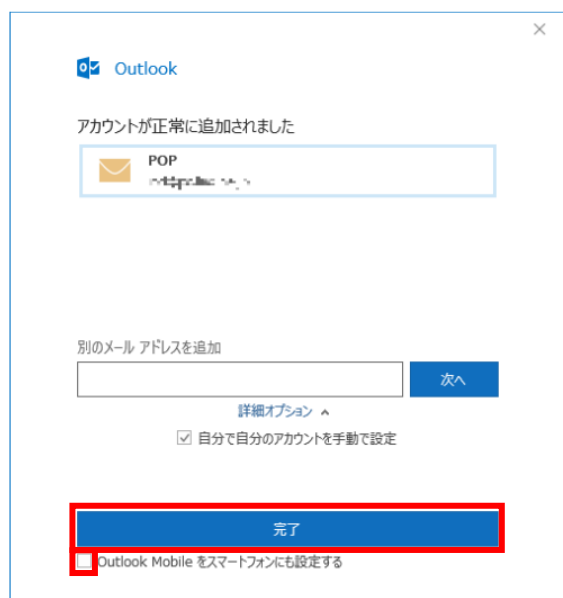 Outlook
アカウントが正常に追加されました
POP
別のメール アドレスを追加
次へ
詳細オプション
自分で自分のアカウントを手動で設定
完了
Outlook Mobile をスマートフォンにも設定する